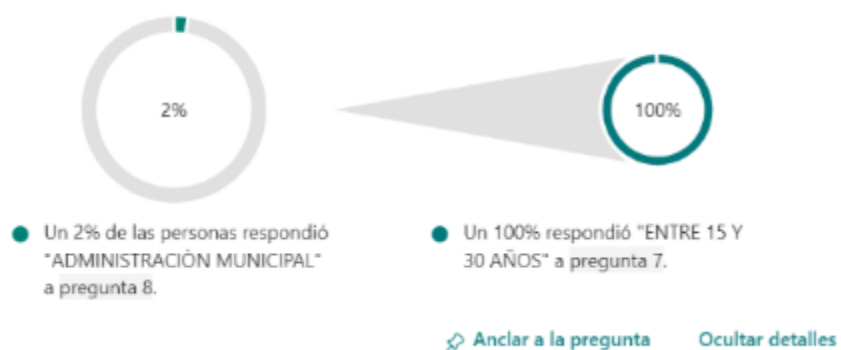 2%
100%
Un 2% de las personas respondió
"ADMINISTRACIÒN MUNICIPAL"
a pregunta 8.
Un 100% respondió "ENTRE 15 Y
30 AÑOS" a pregunta 7.
Anclar a la pregunta
Ocultar detalles